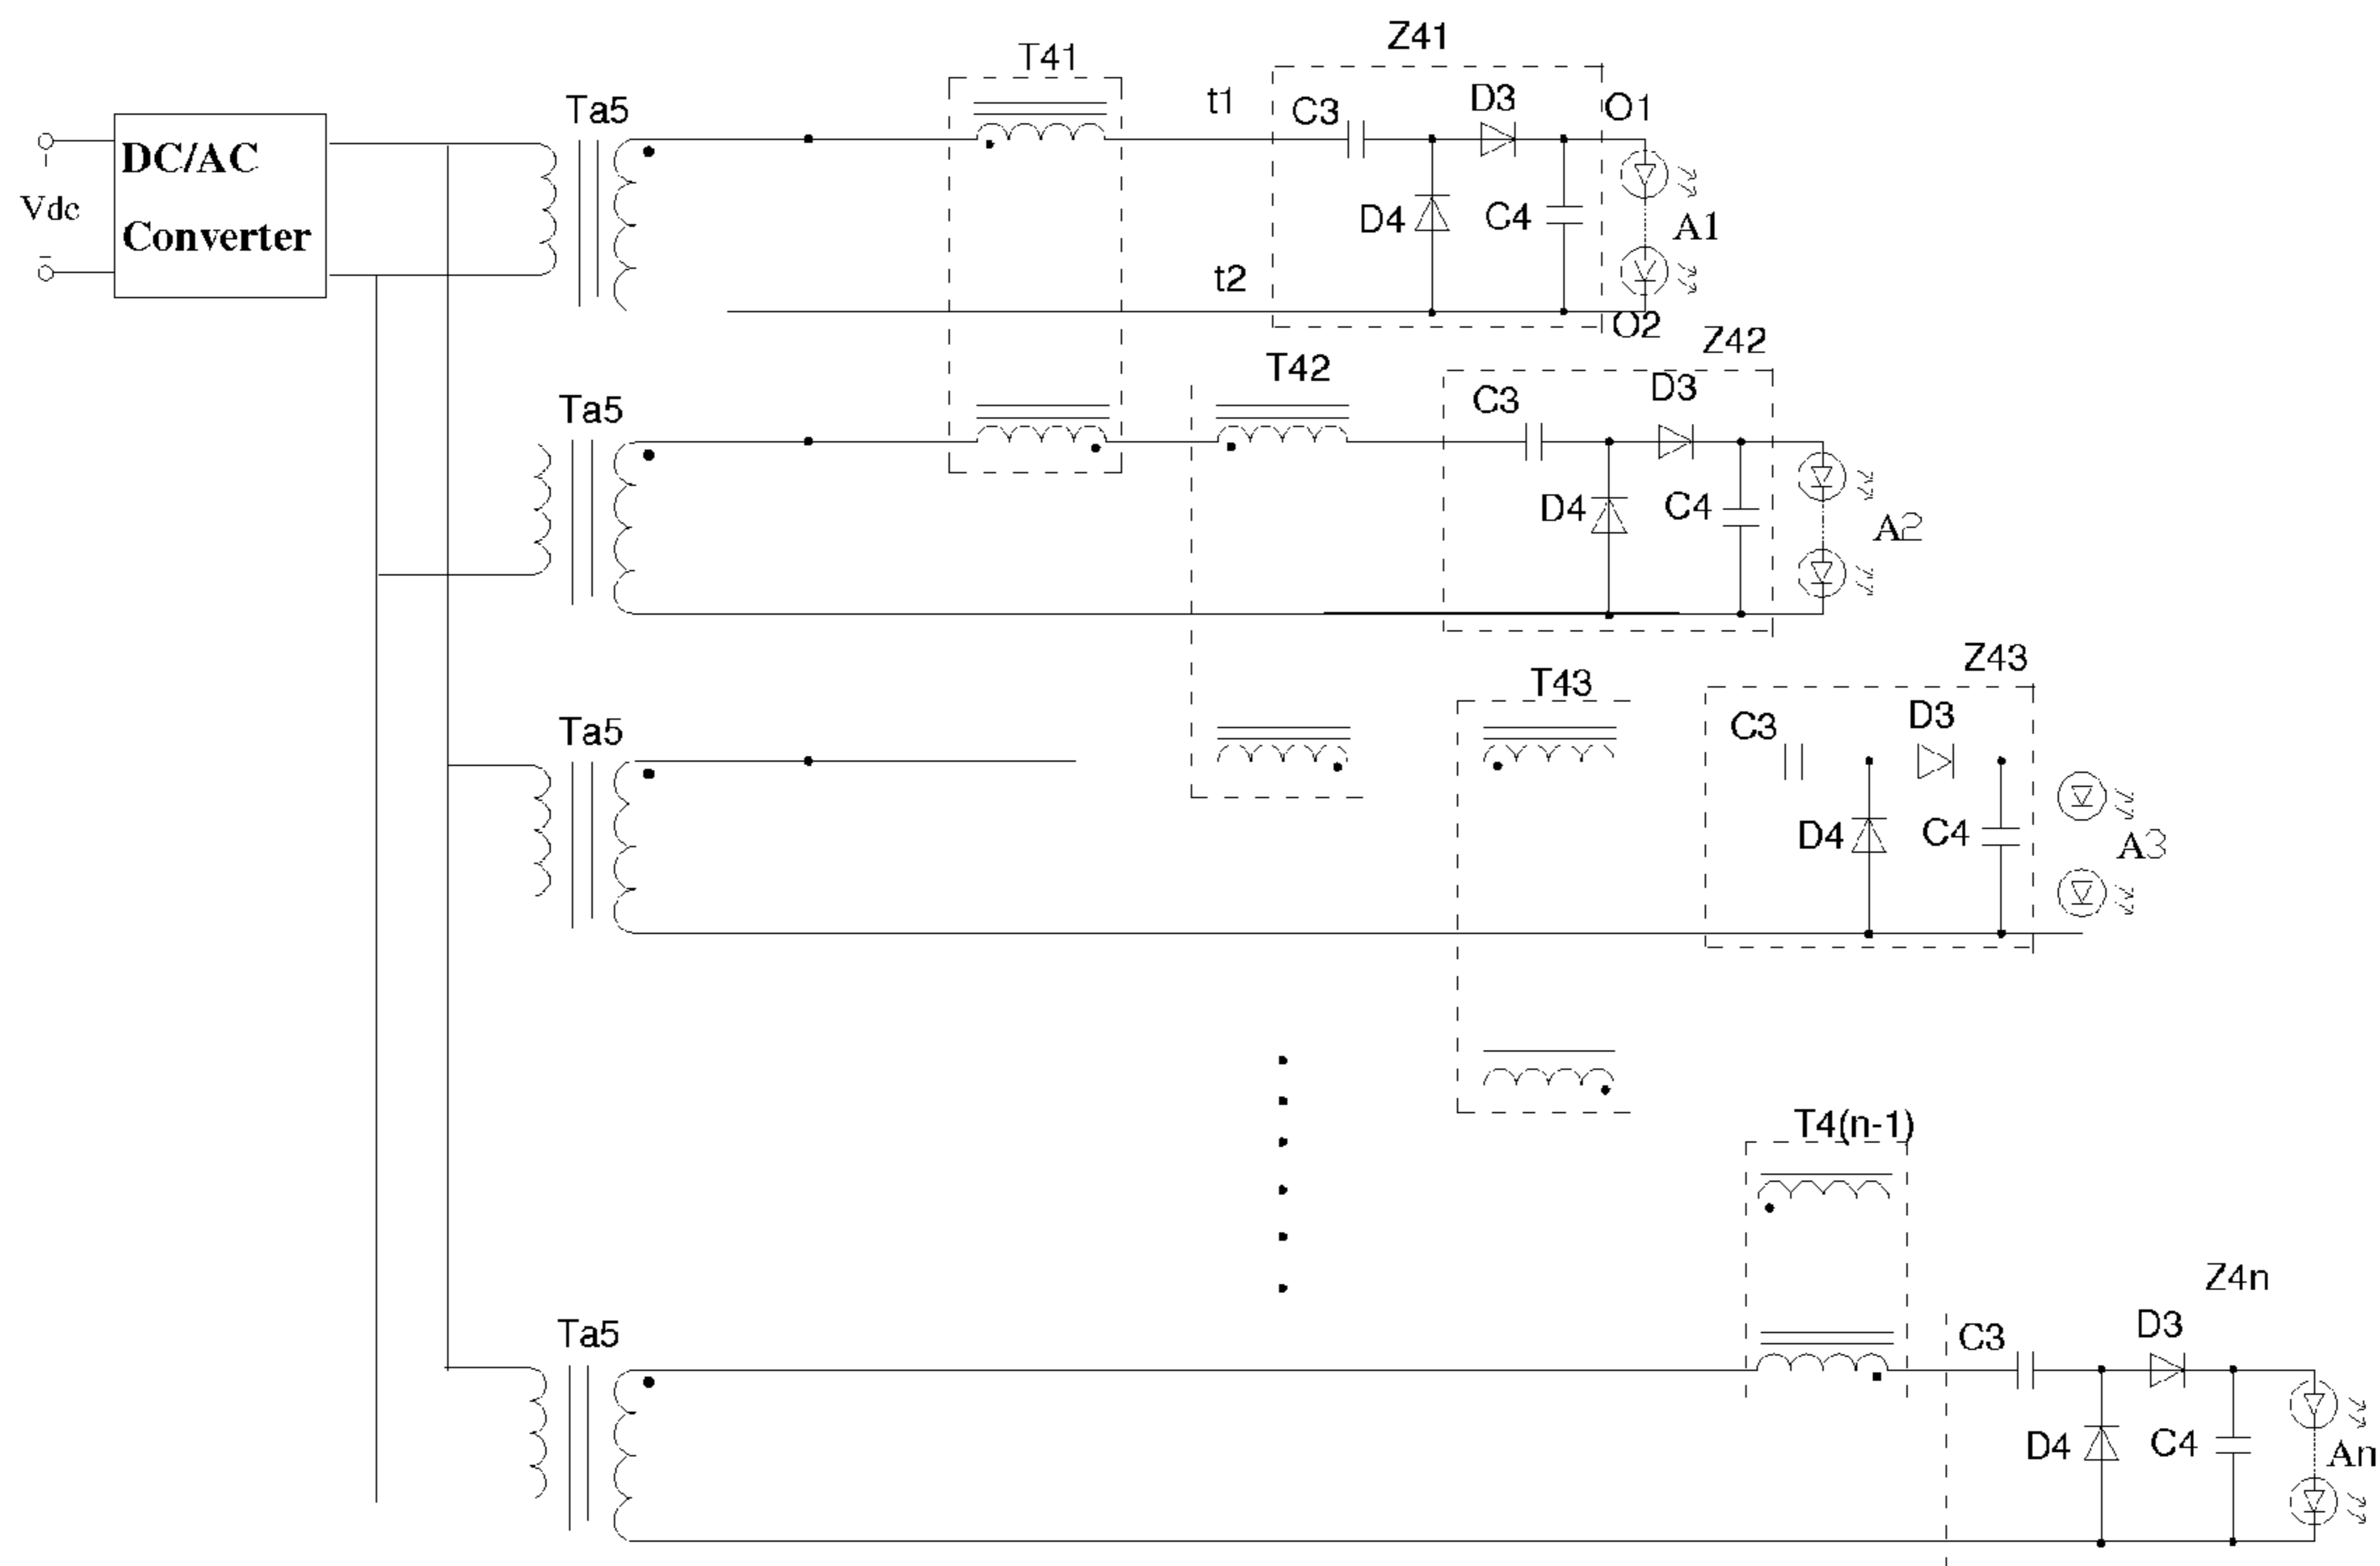 Z41
T41
t1
C3
D3
O1
Ta5
DC/AC
Converter
Vdc
D4
C4
A1
t2
O2
Z42
T42
D3
C3
Ta5
D4
C4
A2
Z43
T43
D3
C3
Ta5
D4
C4
A3
T4(n-1)
Z4n
D3
C3
Ta5
D4
C4
An